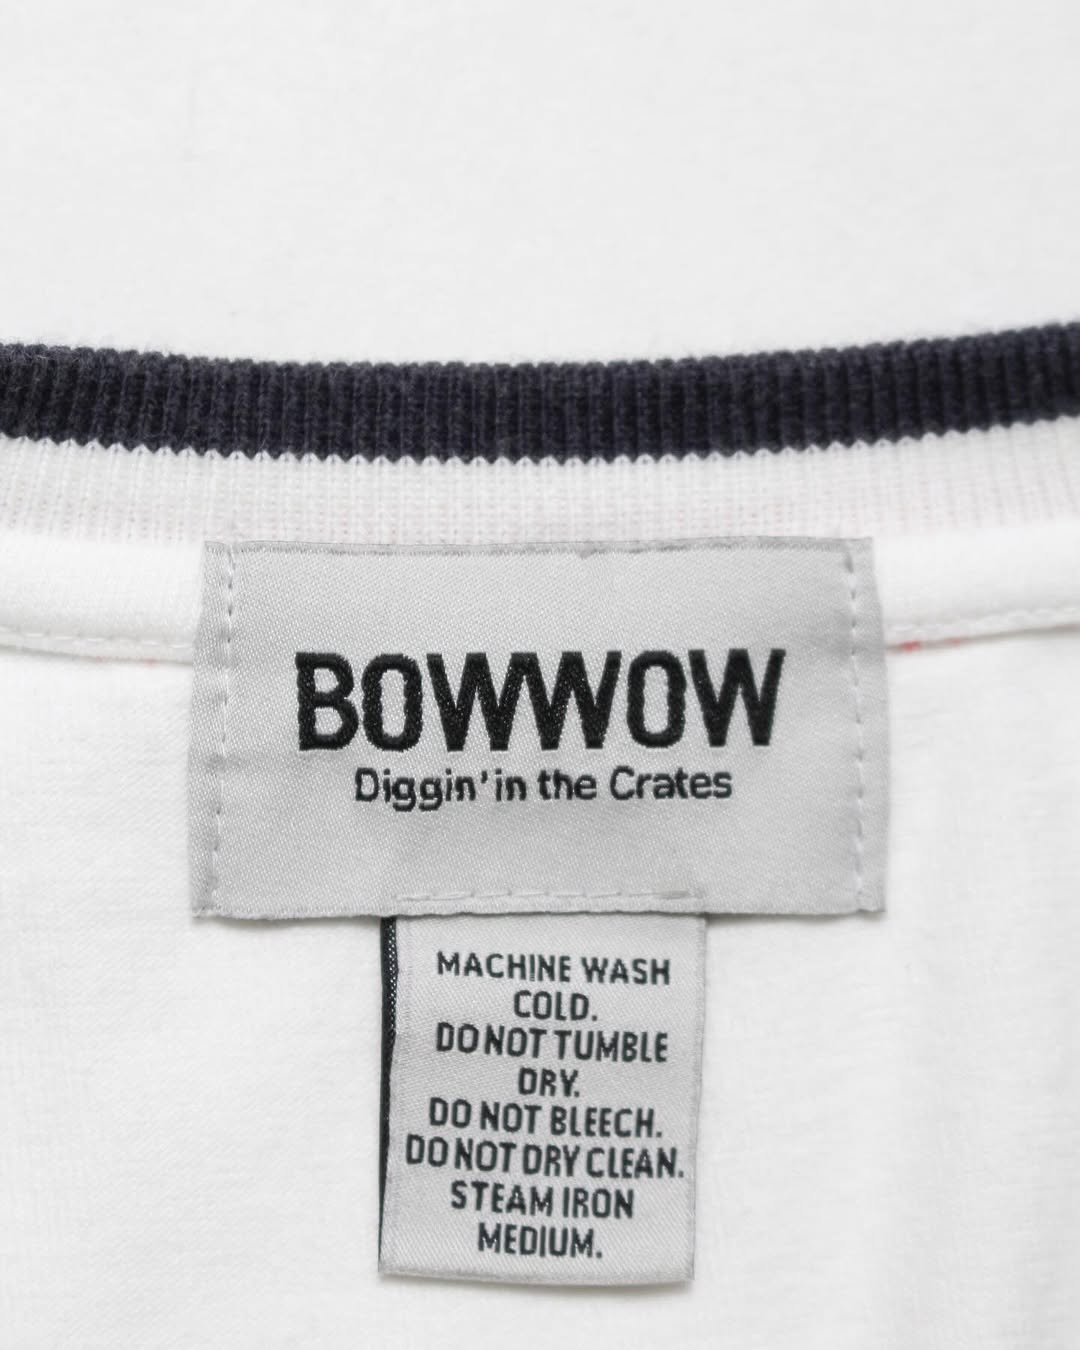 BOWWOW
Diggin' in the Crates
MACHINE WASH
COLD.
DO NOT TUMBLE
DRY.
DO NOT BLEECH.
DO NOT DRY CLEAN.
STEAM IRON
MEDIUM.